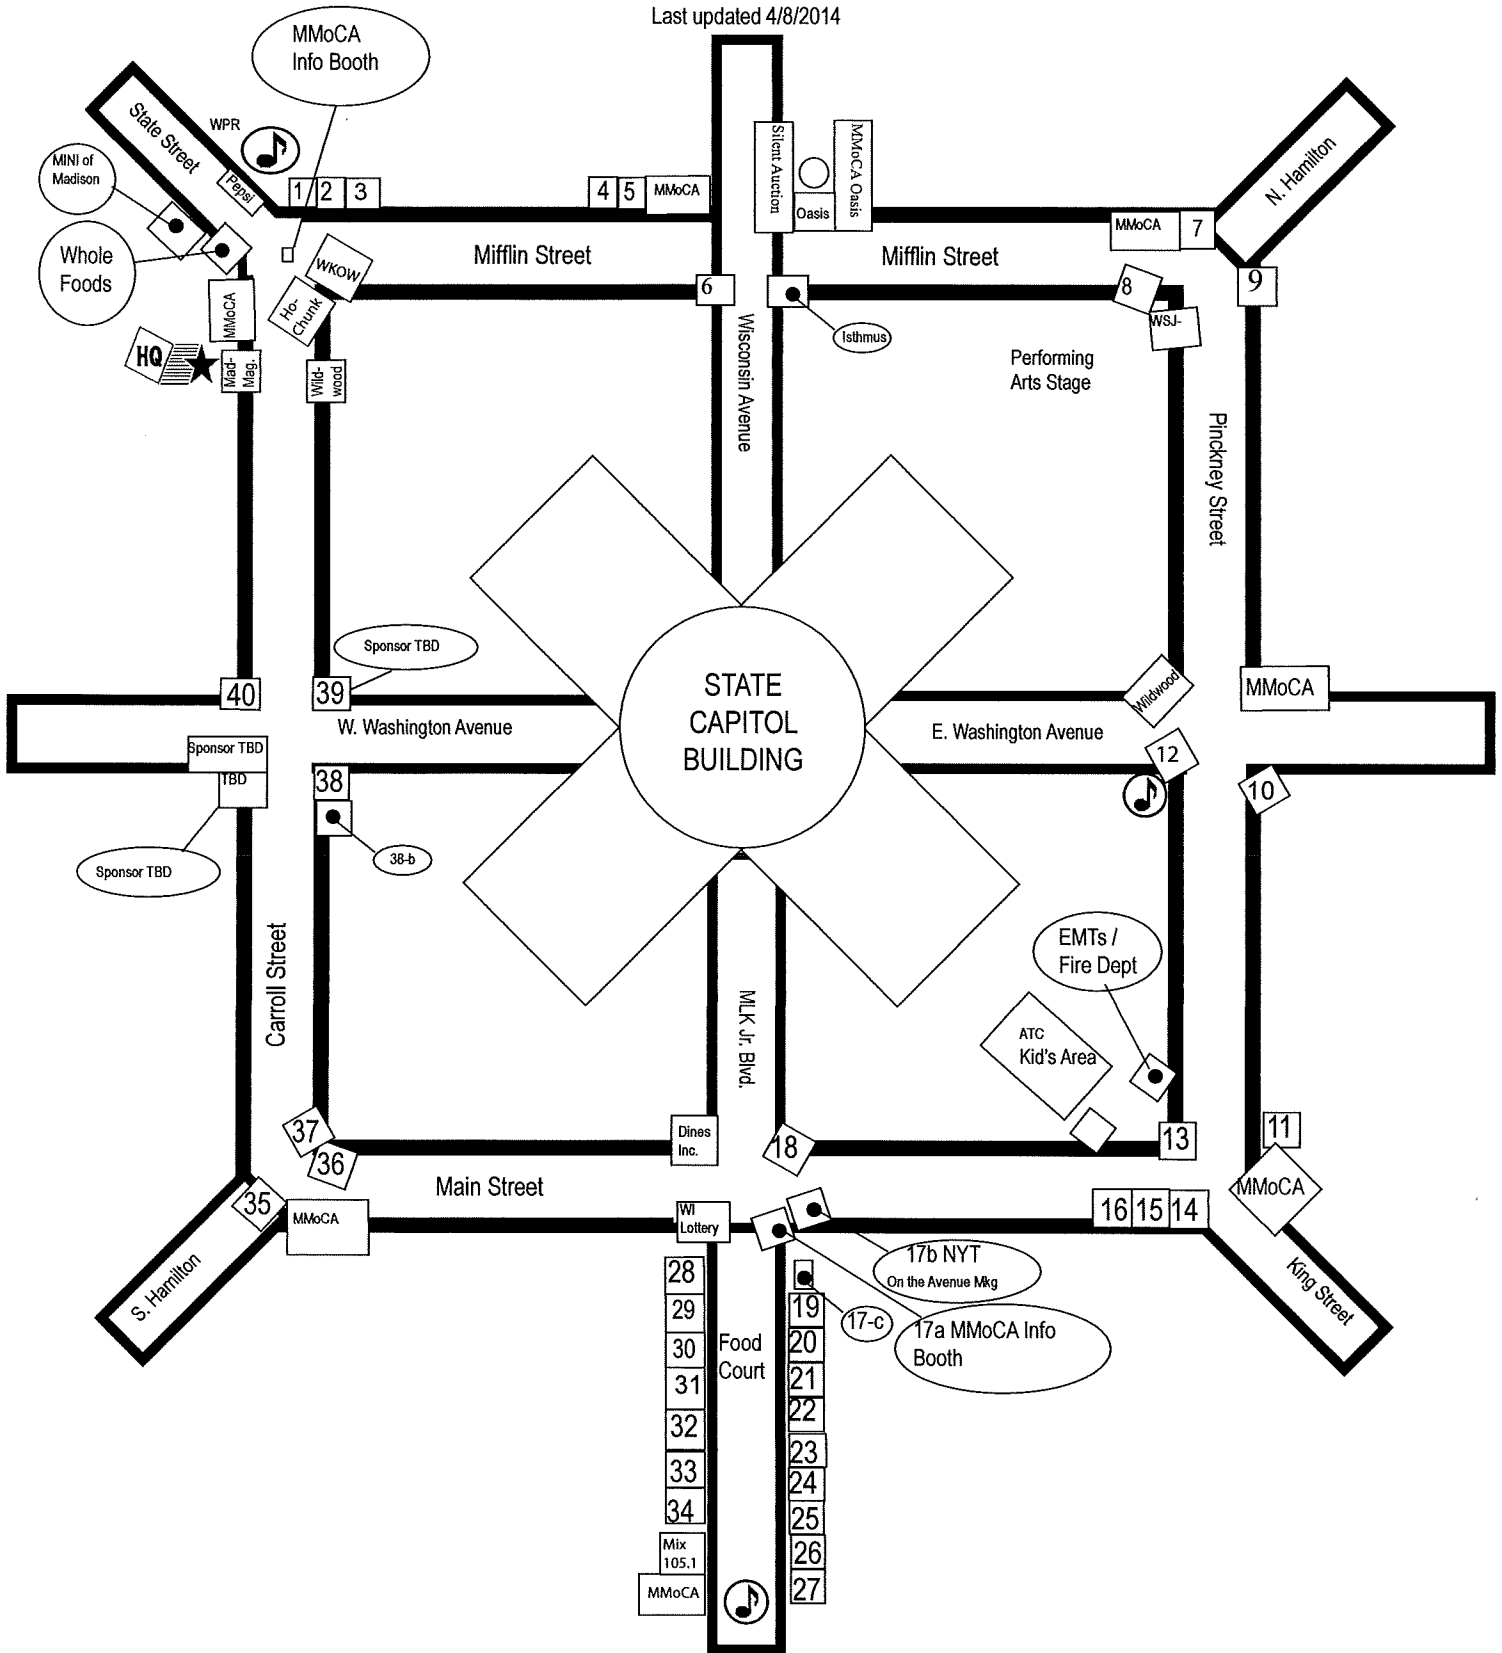 Last updated 4/8/2014
MMoCA
Info Booth
State Street
WPR
MINI of
Madison
Pepsi
1
2
3
4
5
MMoCA
Silent Auction
Oasis
MMoCA Oasis
MMoCA
7
N. Hamilton
Whole
Foods
Mifflin Street
Mifflin Street
WKOW
Ho-
Chunk
MMoCA
6
Isthmus
8
WSJ-
9
HQ
Mad-
Mag.
Wild-
wood
Wisconsin Avenue
Performing
Arts Stage
Pinckney Street
Sponsor TBD
40
39
STATE
CAPITOL
BUILDING
Wildwood
MMoCA
W. Washington Avenue
E. Washington Avenue
Sponsor TBD
TBD
38
12
10
38-b
Sponsor TBD
Carroll Street
MLK Jr. Blvd.
EMTs /
Fire Dept
ATC
Kid's Area
37
36
Dines
Inc.
18
13
11
Main Street
MMoCA
35
MMoCA
WI
Lottery
16
15
14
S. Hamilton
King Street
17b NYT
On the Avenue Mkg
17-c
17a MMoCA Info
Booth
Food
Court
28
29
30
31
32
33
34
Mix
105.1
MMoCA
19
20
21
22
23
24
25
26
27